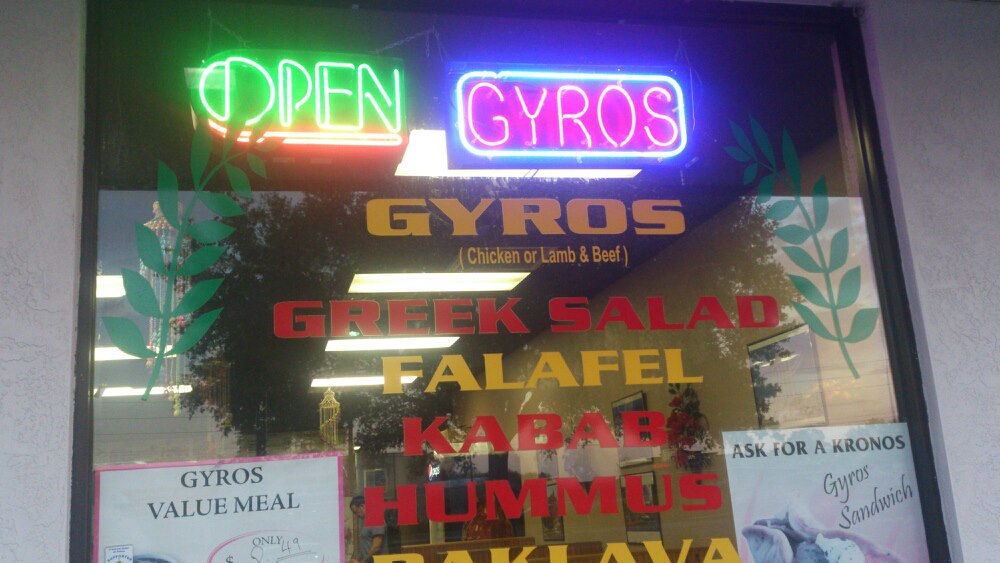 OPEN
GYROS
GYROS
( Chicken or Lamb & Beef )
GREEK SALAD
FALAFEL
KABAB
HUMMUS
BAKLAVA
GYROS
VALUE MEAL
ONLY
ASK FOR A KRONOS
Gyros
Sandwich